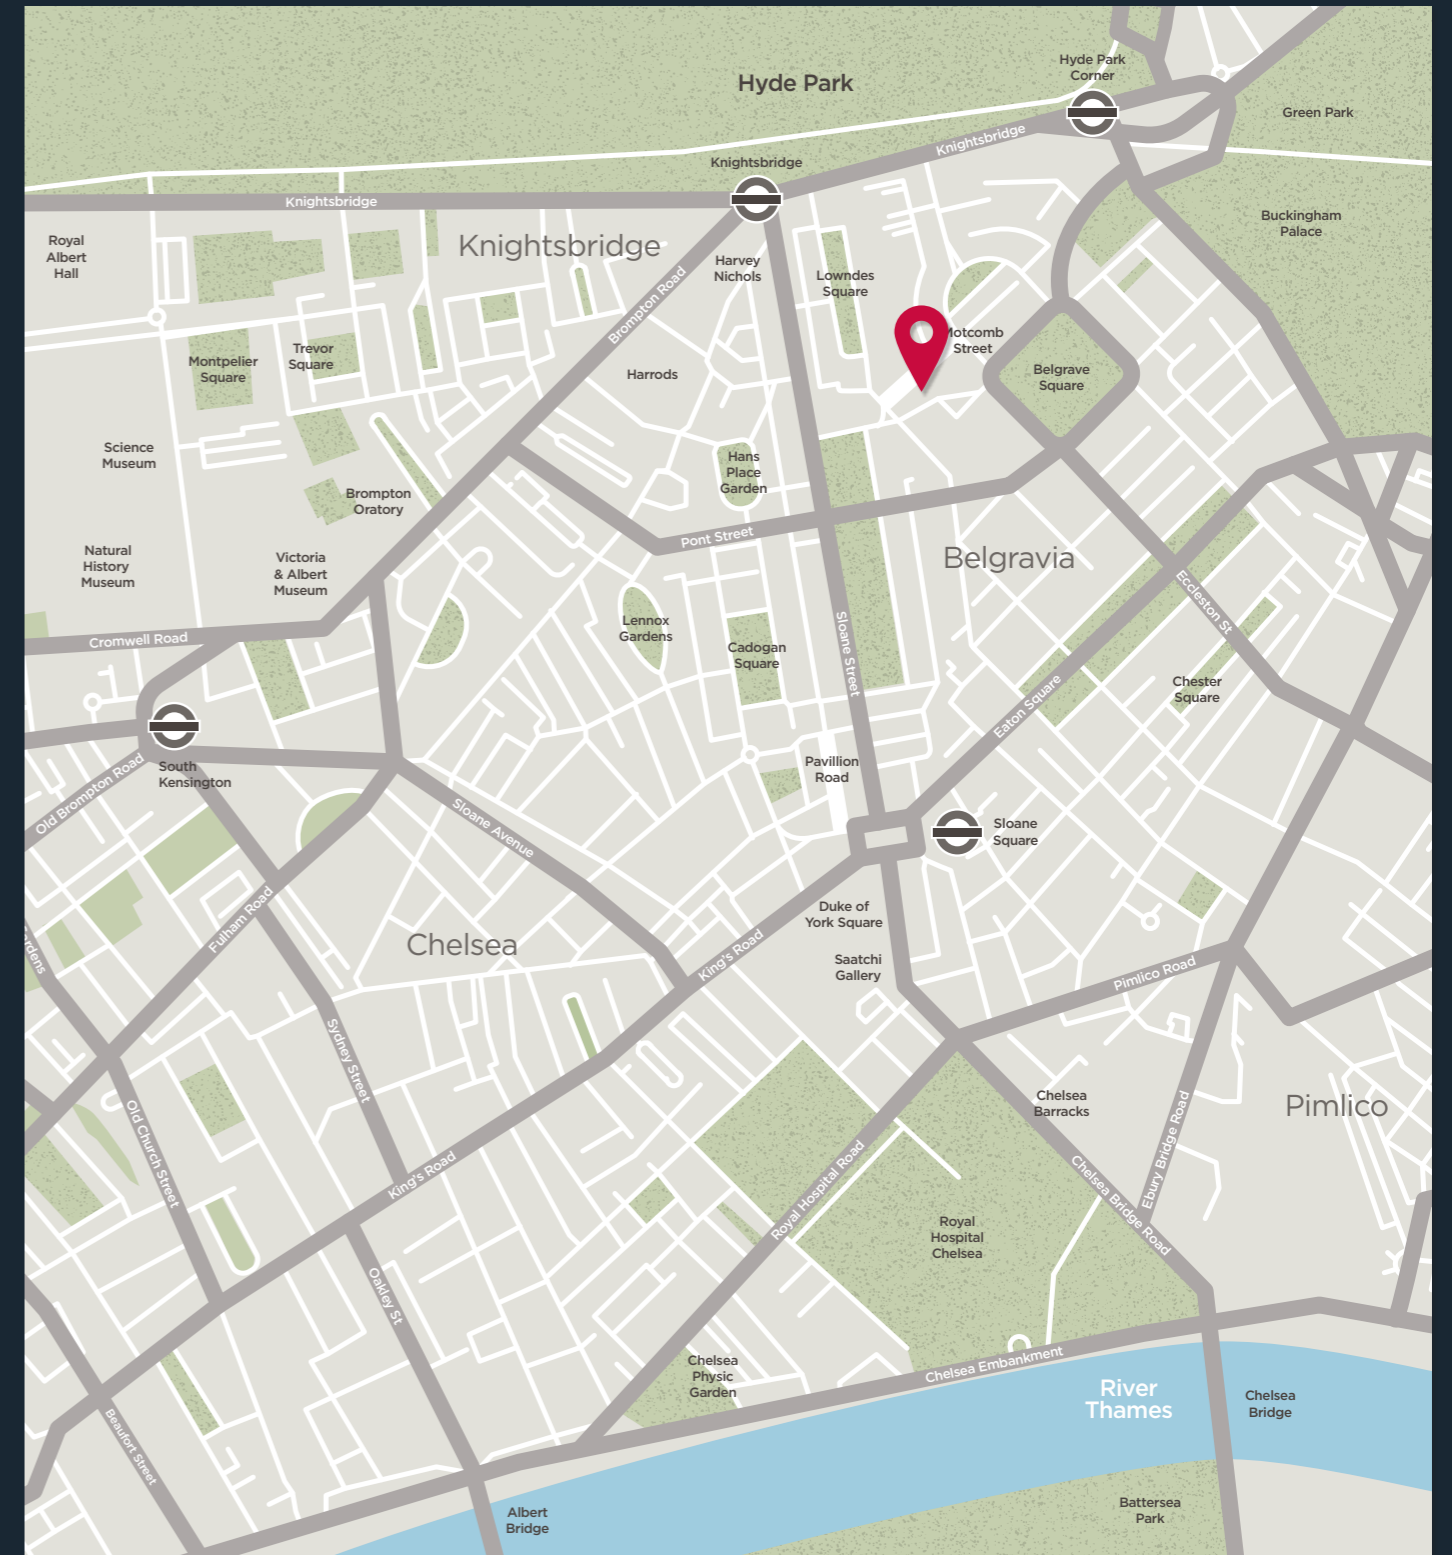 Hyde Park
Corner
Hyde Park
Green Park
Knightsbridge
Knightsbridge
Knightsbridge
Buckingham
Palace
Royal
Albert
Hall
Knightsbridge
Harvey
Nichols
Lowndes
Square
Brompton Road
Motcomb
Street
Trevor
Square
Montpelier
Square
Harrods
Belgrave
Square
Science
Museum
Hans
Place
Garden
Brompton
Oratory
Pont Street
Natural
History
Museum
Victoria
& Albert
Museum
Belgravia
Eccleston St
Lennox
Gardens
Cromwell Road
Cadogan
Square
Sloane Street
Chester
Square
Eaton Square
South
Kensington
Pavillion
Road
Old Brompton Road
Sloane Avenue
Sloane
Square
Fulham Road
Duke of
York Square
Chelsea
King's Road
Saatchi
Gallery
Pimlico Road
Sydney Street
Chelsea
Barracks
Pimlico
Old Church Street
Ebury Bridge Road
King's Road
Royal Hospital Road
Chelsea Bridge Road
Royal
Hospital
Chelsea
Oakley St
Chelsea
Physic
Garden
Chelsea Embankment
River
Thames
Chelsea
Bridge
Beaufort Street
Albert
Bridge
Battersea
Park